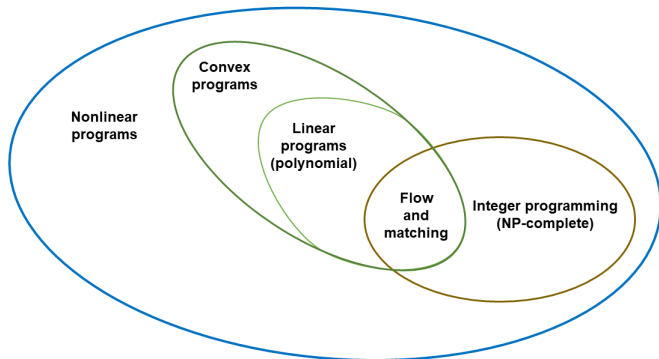 Convex
programs
Nonlinear
programs
Linear
programs
(polynomial)
Flow
and
matching
Integer programming
(NP-complete)